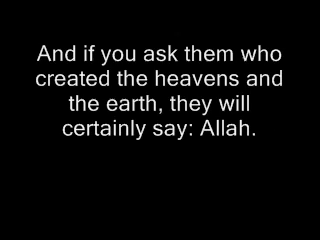 And if you ask them who
created the heavens and
the earth, they will
certainly say: Allah.